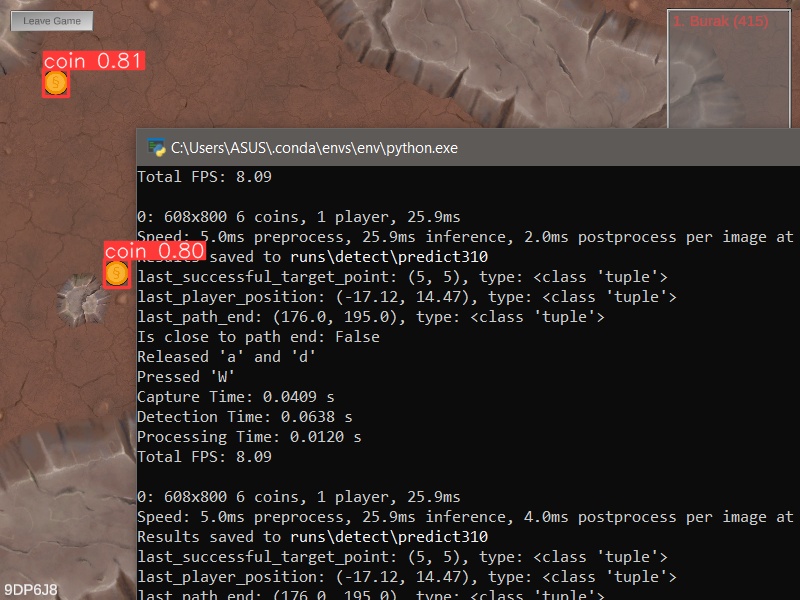 Leave Game
1. Burak (415)
coin 0.81
C:\Users\ASUS\.conda\envs\env\python.exe
Total FPS: 8.09
0: 608x800 6 coins, 1 player, 25.9ms
Speed: 5.0ms preprocess, 25.9ms inference, 2.0ms postprocess per image at
coin 0.80
Results saved to runs\detect\predict310
last_successful_target_point: (5, 5), type: <class 'tuple'>
last_player_position: (-17.12, 14.47), type: <class 'tuple'>
last_path_end: (176.0, 195.0), type: <class 'tuple'>
Is close to path end: False
Released 'a' and 'd'
Pressed 'W'
Capture Time: 0.0409 s
Detection Time: 0.0638 s
Processing Time: 0.0120 s
Total FPS: 8.09
0: 608x800 6 coins, 1 player, 25.9ms
Speed: 5.0ms preprocess, 25.9ms inference, 4.0ms postprocess per image at
Results saved to runs\detect\predict310
last_successful_target_point: (5, 5), type: <class 'tuple'>
last_player_position: (-17.12, 14.47), type: <class 'tuple'>
last_path_end: (176.0, 195.0), type: <class 'tuple'>
9DP6J8